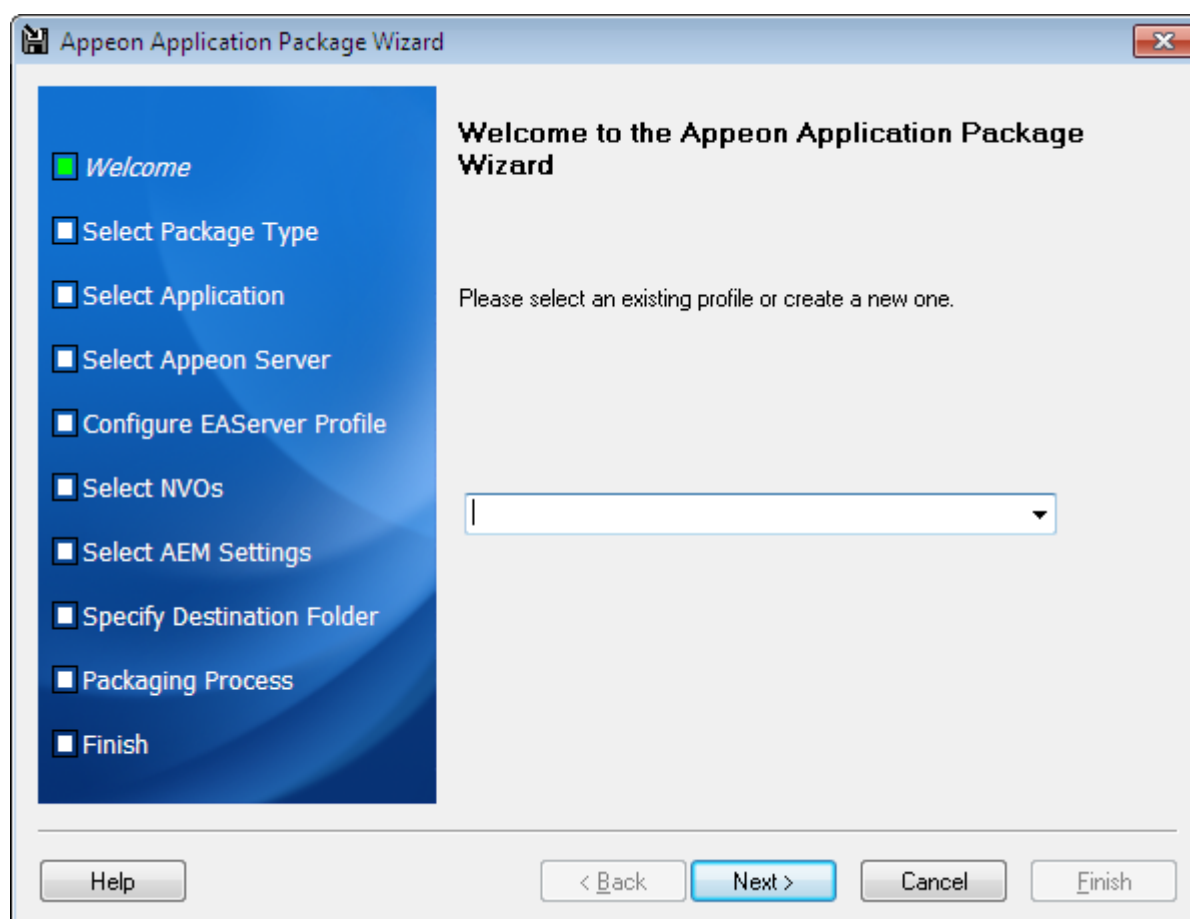 Appeon Application Package Wizard
Welcome
Select Package Type
Select Application
Select Appeon Server
Configure EAServer Profile
Select NVOs
Select AEM Settings
Specify Destination Folder
Packaging Process
Finish
Welcome to the Appeon Application Package
Wizard
Please select an existing profile or create a new one.
Help
< Back
Next >
Cancel
Finish